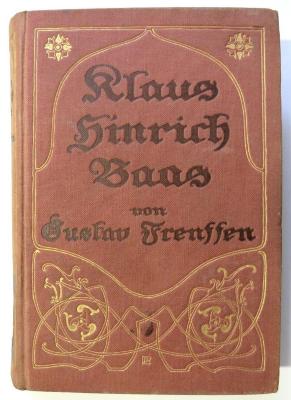 Klaus
Hinrich
Baas
von
Gustav Frenssen